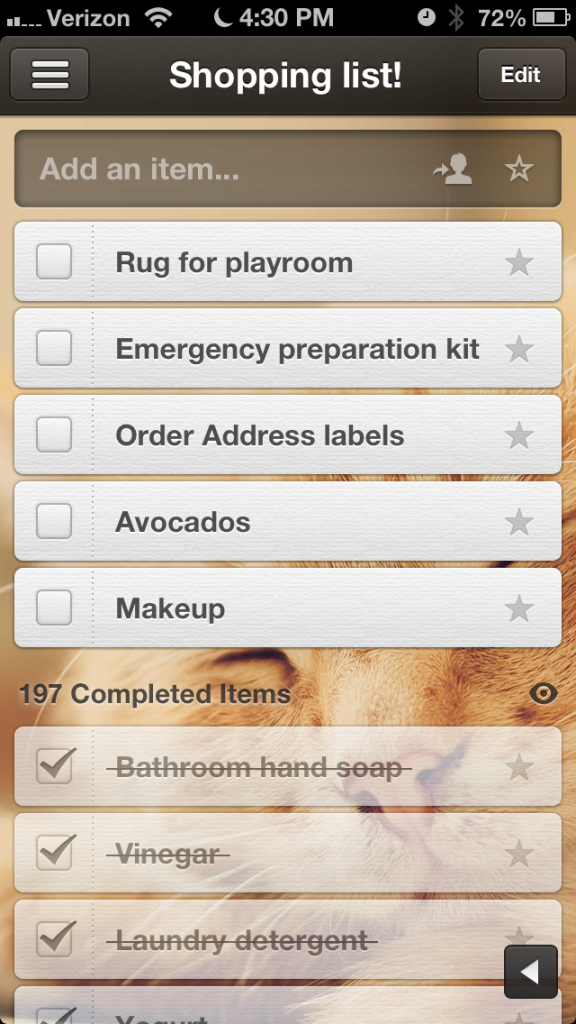 Verizon 4:30 PM 72%
Shopping list!
Edit
Add an item...
Rug for playroom
Emergency preparation kit
Order Address labels
Avocados
Makeup
197 Completed Items
Bathroom hand soap
Vinegar
Laundry detergent
Yogurt